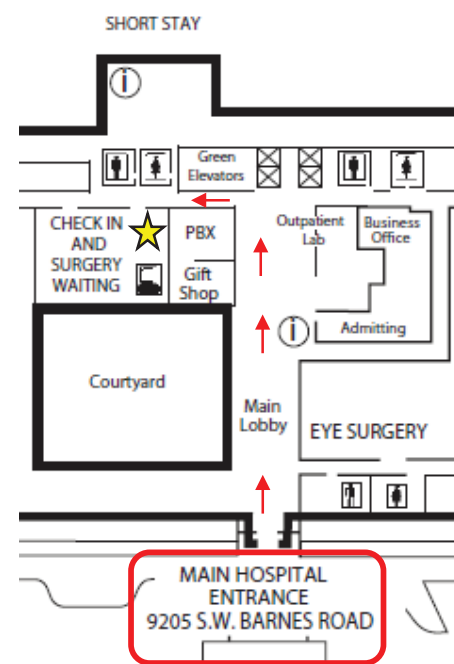 SHORT STAY
i
Green
Elevators
CHECK IN
AND
SURGERY
WAITING
PBX
Gift
Shop
Outpatient
Lab
Business
Office
i
Admitting
Courtyard
Main
Lobby
EYE SURGERY
MAIN HOSPITAL
ENTRANCE
9205 S.W. BARNES ROAD